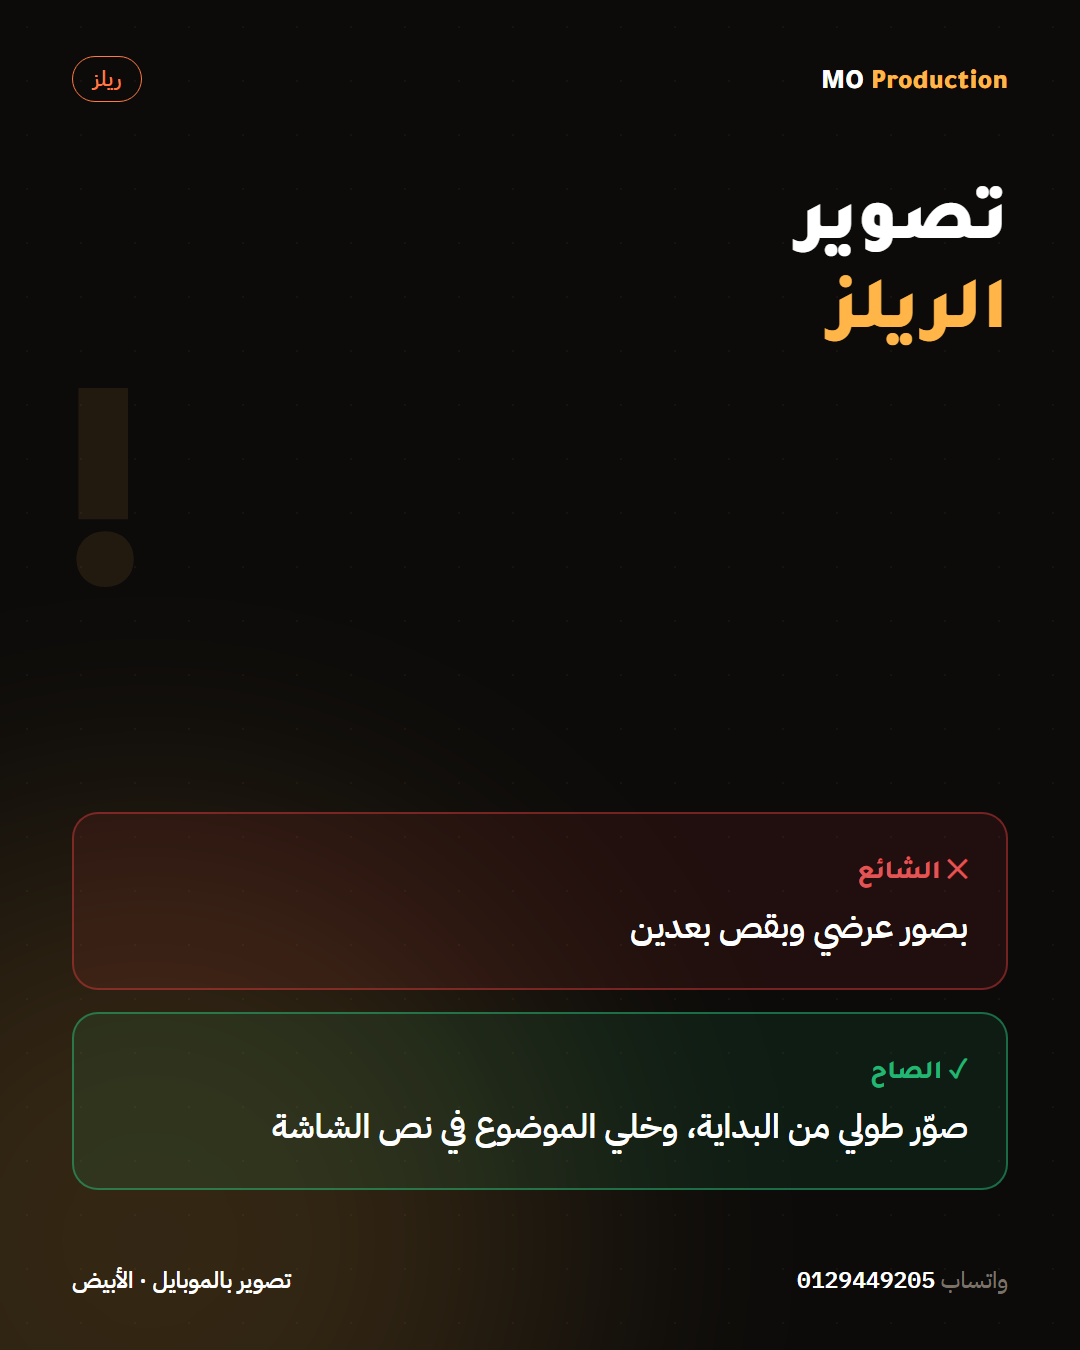 MO Production
ريلز
تصوير
الريلز
!
✕ الشائع
بصور عرضي وبقص بعدين
✓ الصاح
صوّر طولي من البداية، وخلي الموضوع في نص الشاشة
واتساب 0129449205
تصوير بالموبايل · الأبيض